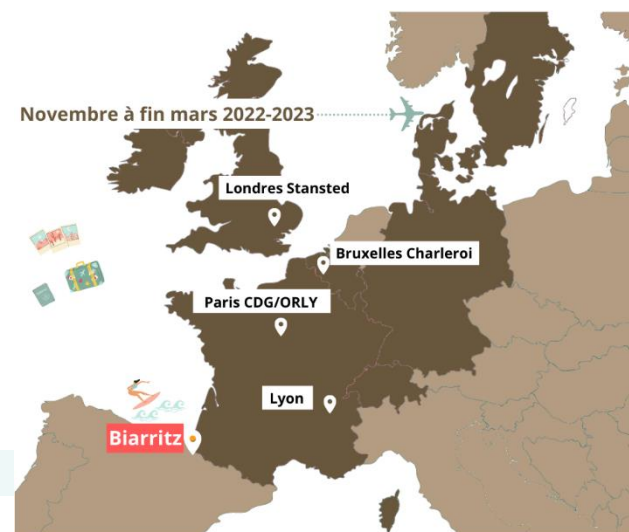 Novembre à fin mars 2022-2023
Londres Stansted
Bruxelles Charleroi
Paris CDG/ORLY
Lyon
Biarritz